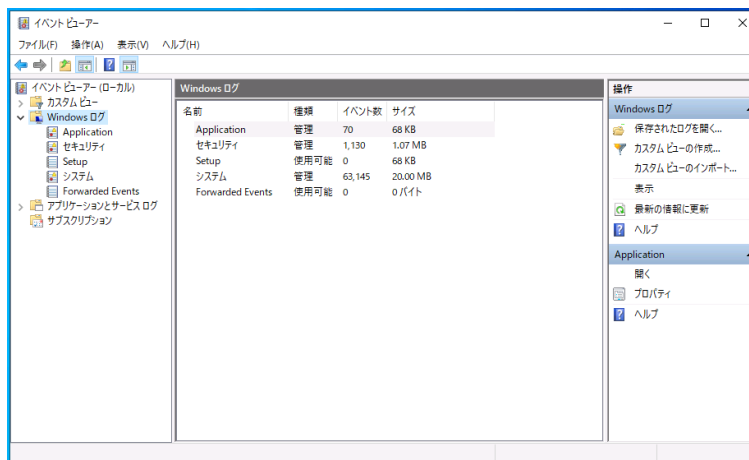 イベント ビューアー
ファイル(F) 操作(A) 表示(V) ヘルプ(H)
イベント ビューアー (ローカル)
カスタム ビュー
Windows ログ
Application
セキュリティ
Setup
システム
Forwarded Events
アプリケーションとサービス ログ
サブスクリプション
Windows ログ
名前 種類 イベント数 サイズ
Application 管理 70 68 KB
セキュリティ 管理 1,130 1.07 MB
Setup 使用可能 0 68 KB
システム 管理 63,145 20.00 MB
Forwarded Events 使用可能 0 0 バイト
操作
Windows ログ
保存されたログを開く...
カスタム ビューの作成...
カスタム ビューのインポート...
表示
最新の情報に更新
ヘルプ
Application
開く
プロパティ
ヘルプ